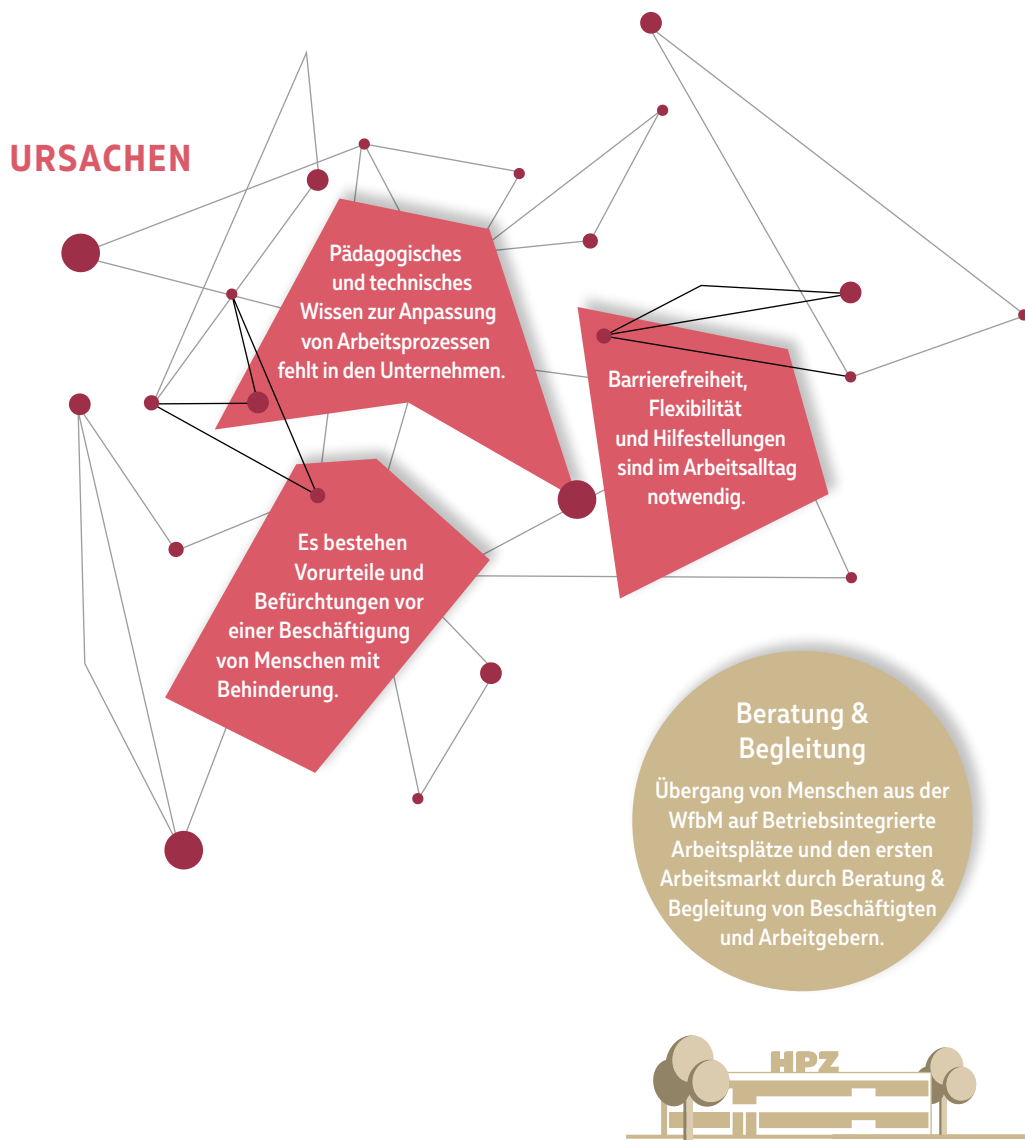 URSACHEN
Pädagogisches
und technisches
Wissen zur Anpassung
von Arbeitsprozessen
fehlt in den Unternehmen.
Barrierefreiheit,
Flexibilität
und Hilfestellungen
sind im Arbeitsalltag
notwendig.
Es bestehen
Vorurteile und
Befürchtungen vor
einer Beschäftigung
von Menschen mit
Behinderung.
Beratung &
Begleitung
Übergang von Menschen aus der
WfbM auf Betriebsintegrierte
Arbeitsplätze und den ersten
Arbeitsmarkt durch Beratung &
Begleitung von Beschäftigten
und Arbeitgebern.
HPZ